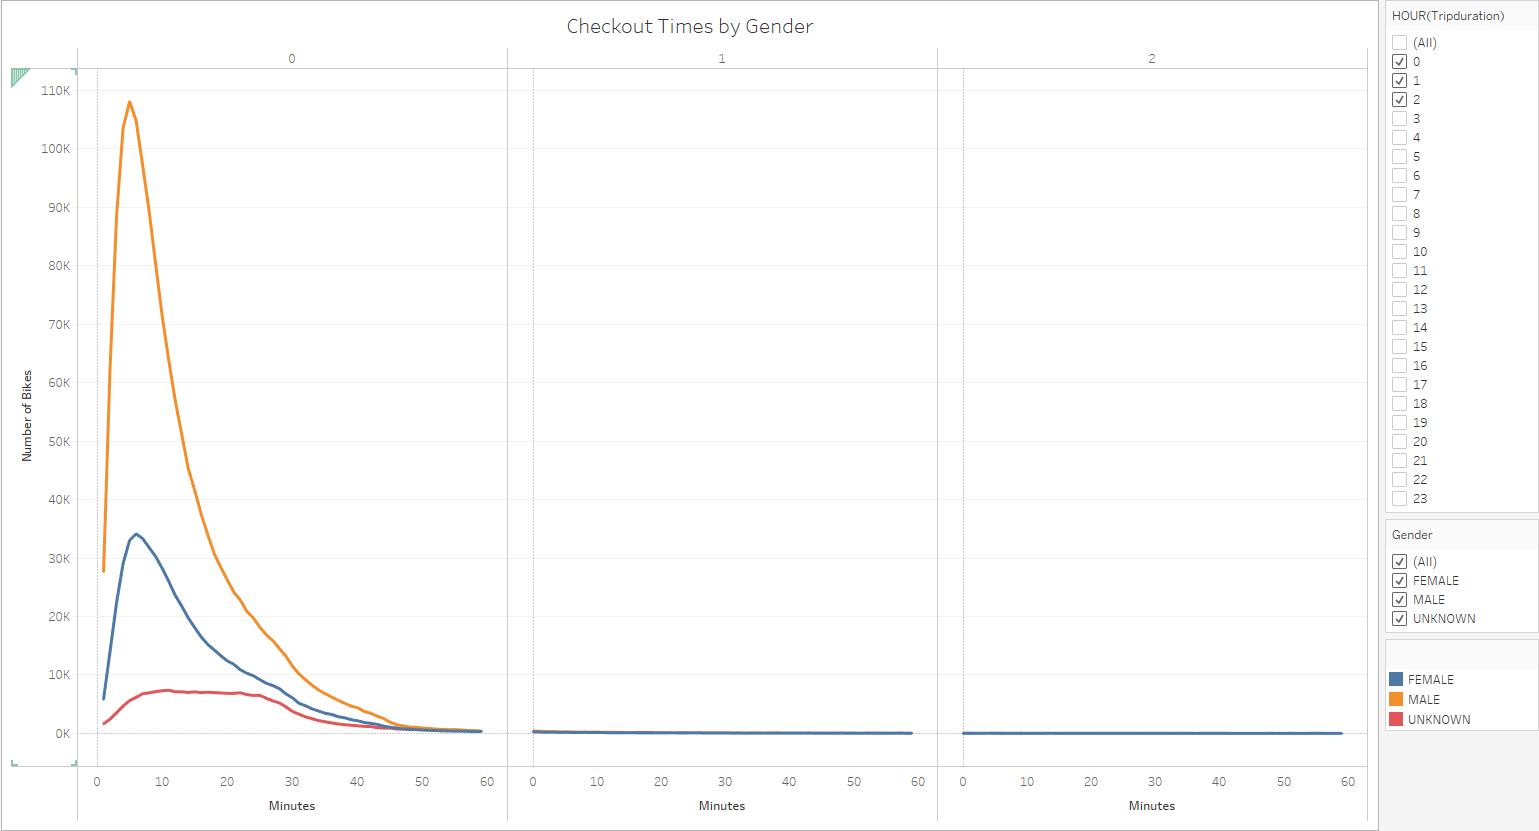 Checkout Times by Gender
0 1 2
110K
100K
90K
80K
70K
60K
50K
40K
30K
20K
10K
0K
Number of Bikes
0 10 20 30 40 50 60 0 10 20 30 40 50 60 0 10 20 30 40 50 60
Minutes Minutes Minutes
HOUR(Tripduration)
(All)
0
1
2
3
4
5
6
7
8
9
10
11
12
13
14
15
16
17
18
19
20
21
22
23
Gender
(All)
FEMALE
MALE
UNKNOWN
FEMALE
MALE
UNKNOWN